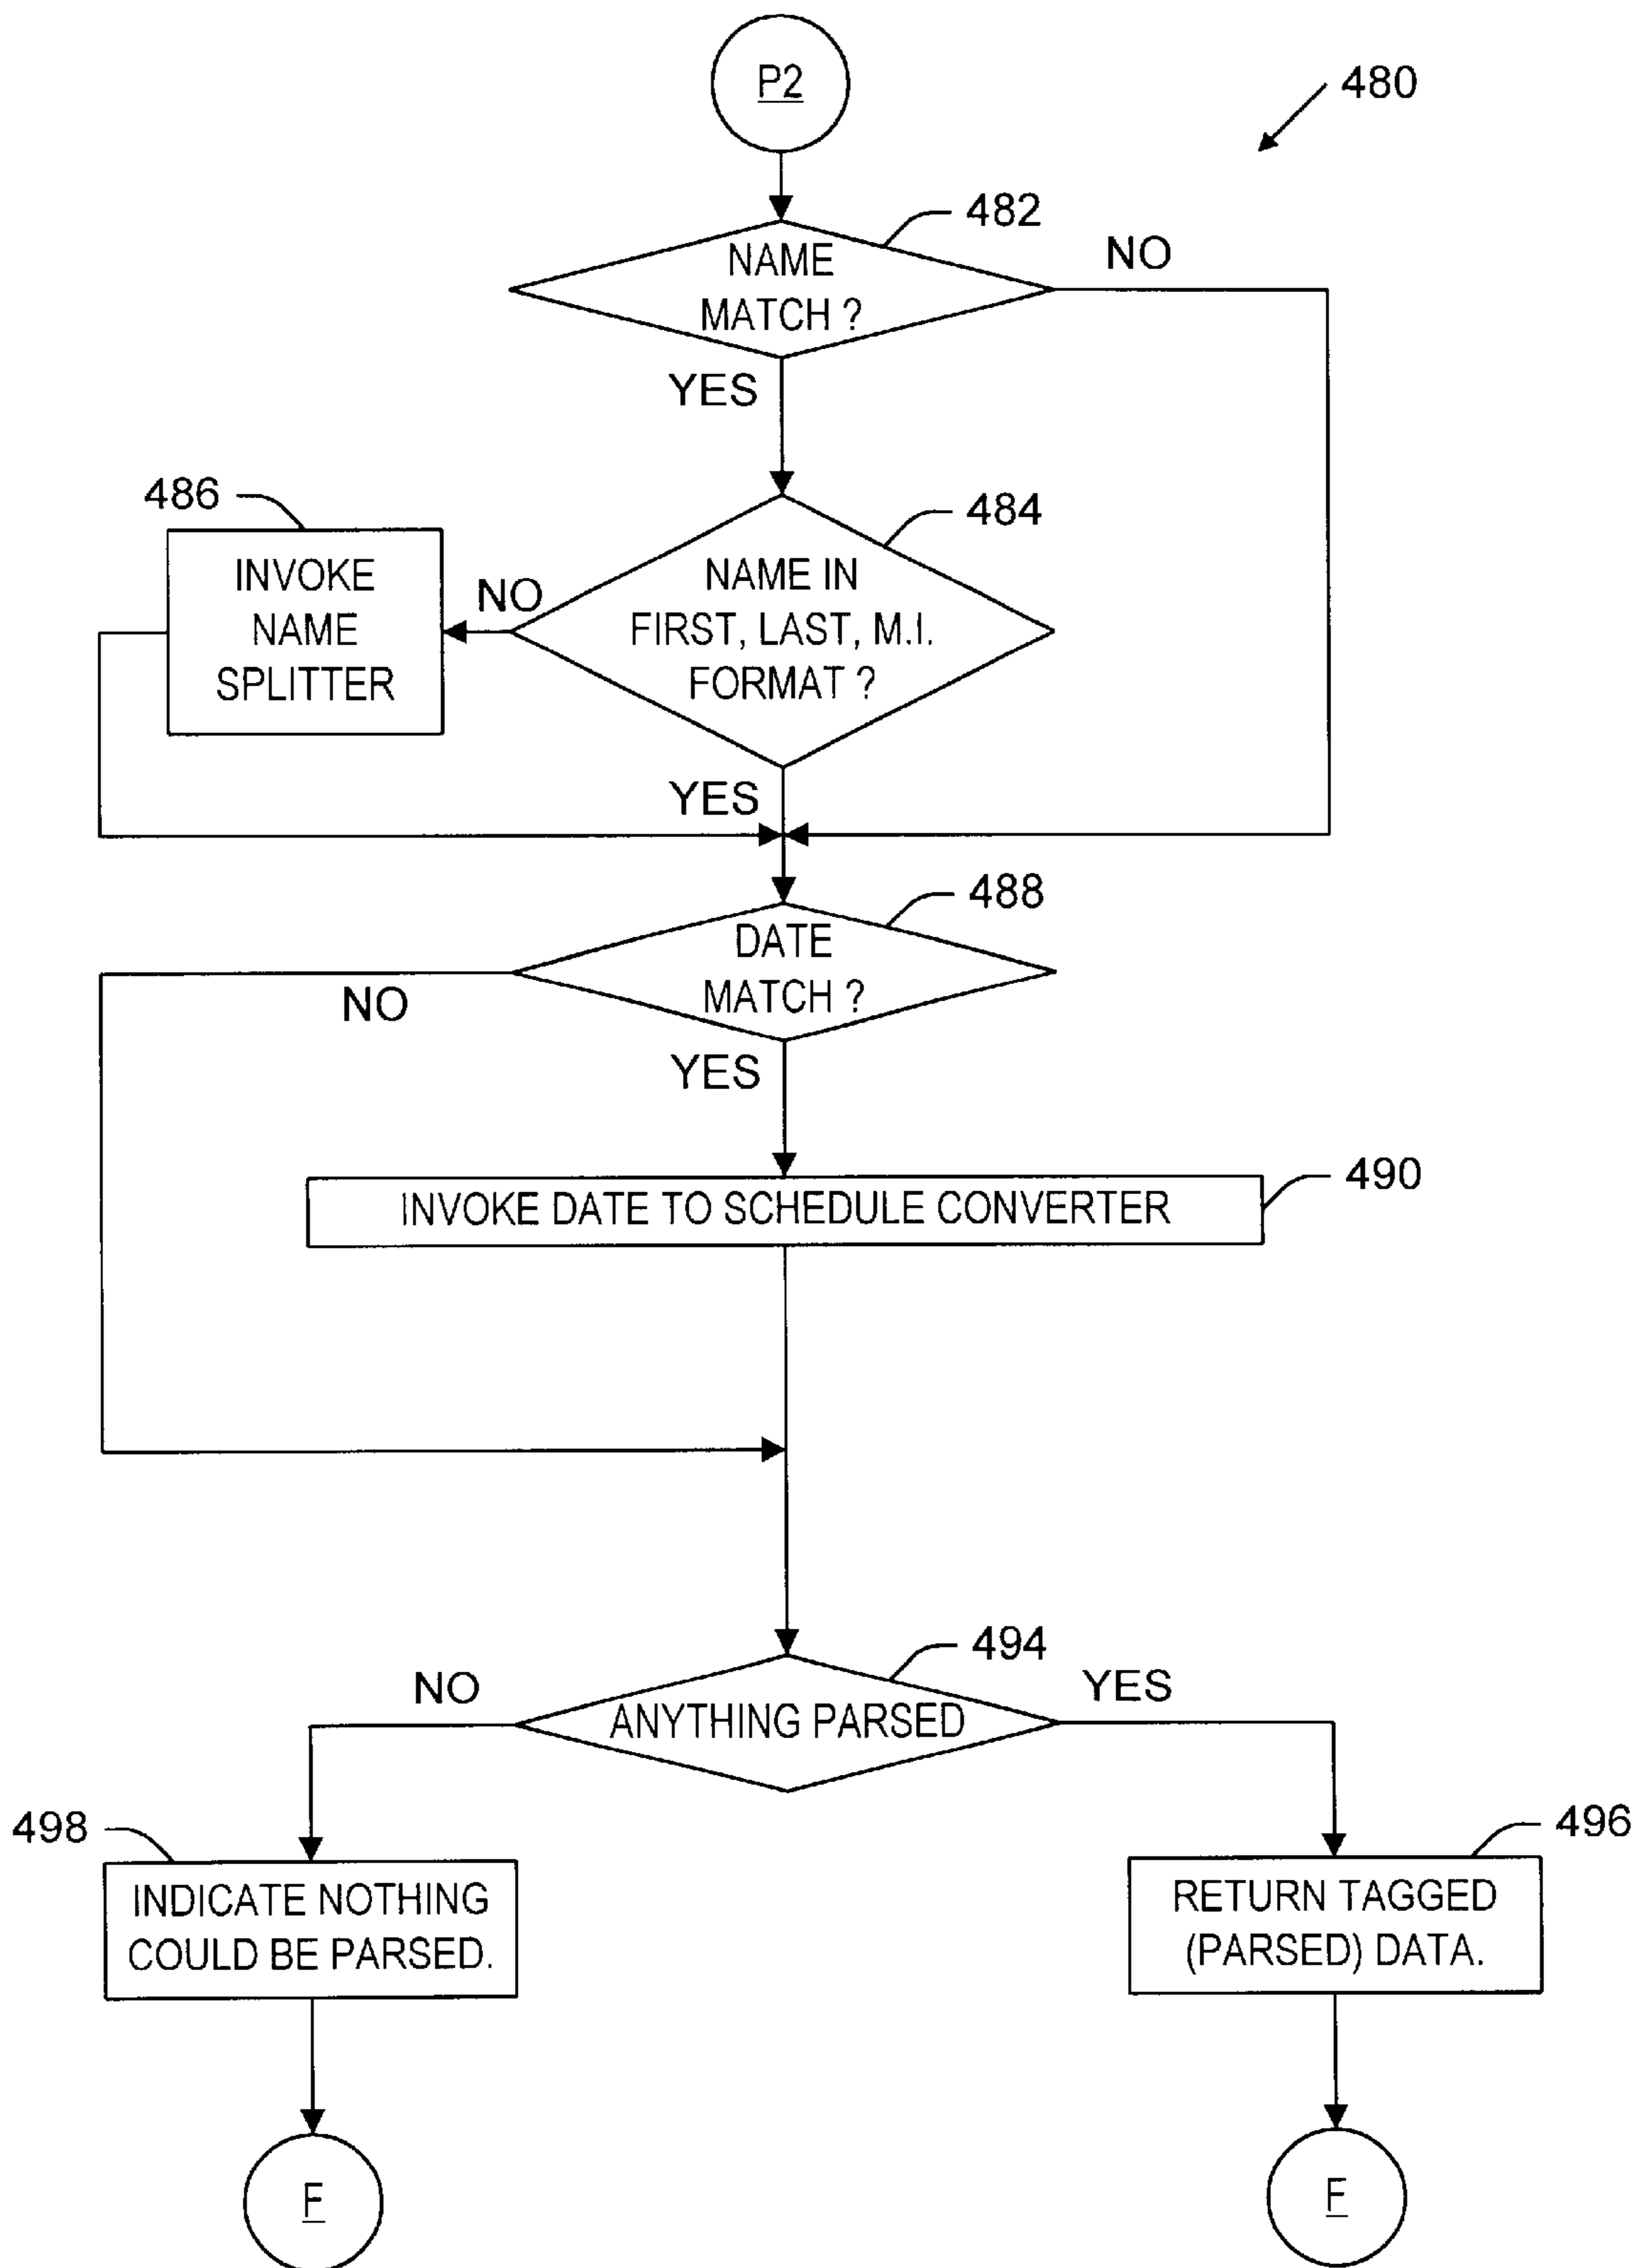 P2
480
482
NAME
MATCH ?
NO
YES
486
484
INVOKE
NAME
SPLITTER
NO
NAME IN
FIRST, LAST, M.I.
FORMAT ?
YES
488
DATE
MATCH ?
NO
YES
490
INVOKE DATE TO SCHEDULE CONVERTER
494
NO
YES
ANYTHING PARSED
498
496
INDICATE NOTHING
COULD BE PARSED.
RETURN TAGGED
(PARSED) DATA.
F
F